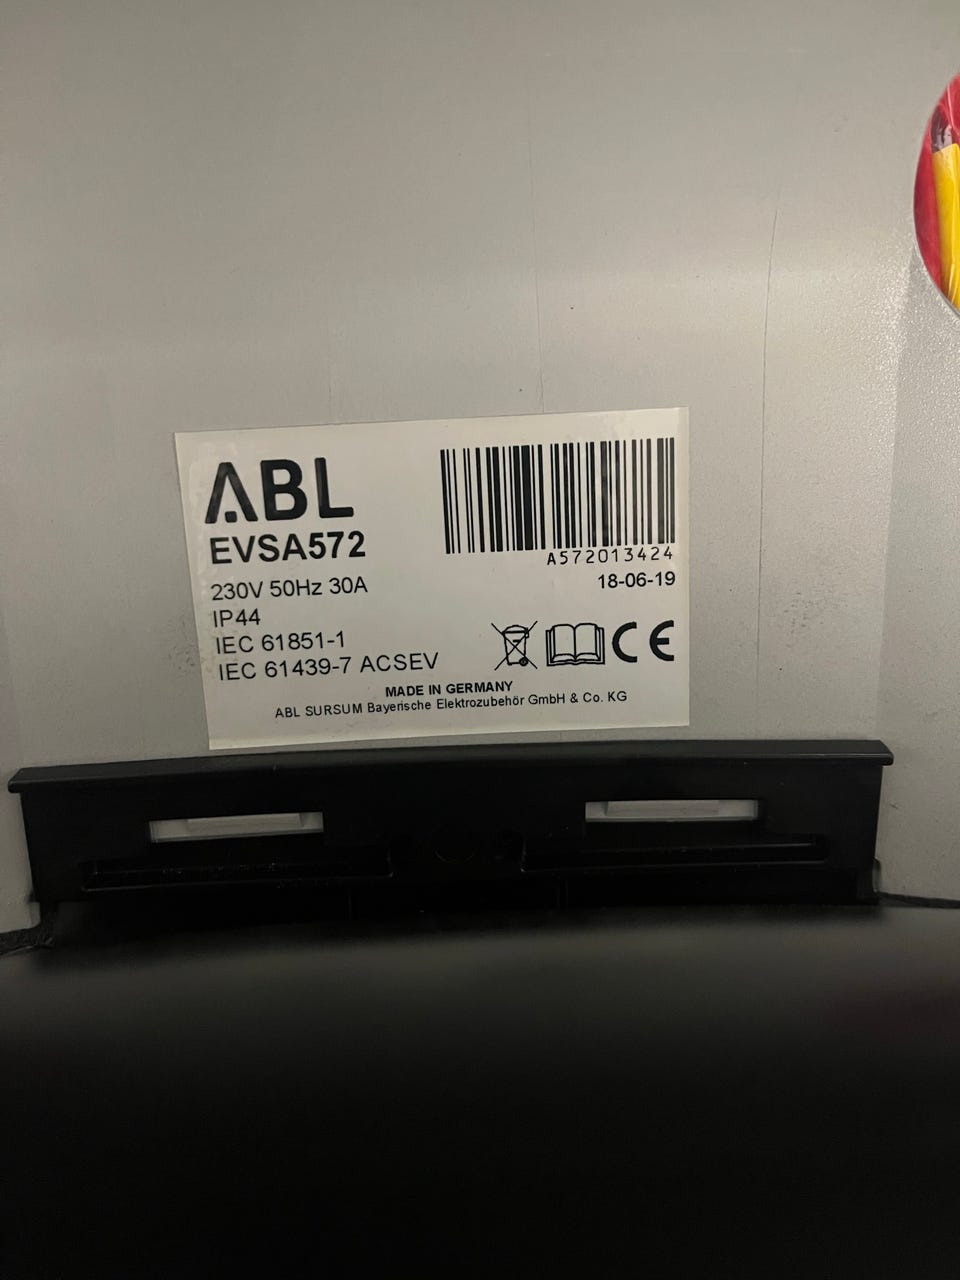 ABL
EVSA572
230V 50Hz 30A
IP44
IEC 61851-1
IEC 61439-7 ACSEV
A572013424
18-06-19
CE
MADE IN GERMANY
ABL SURSUM Bayerische Elektrozubehör GmbH & Co. KG